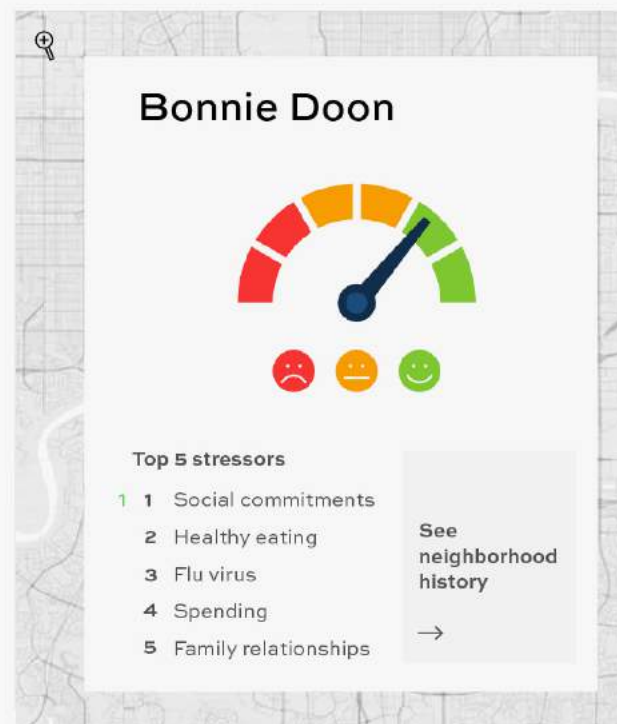 Bonnie Doon
Top 5 stressors
1 1 Social commitments
2 Healthy eating
3 Flu virus
4 Spending
5 Family relationships
See
neighborhood
history